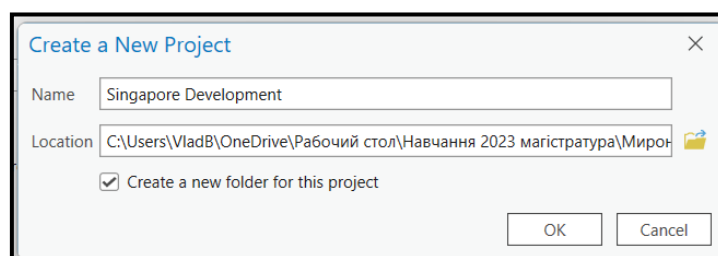 Create a New Project
Name Singapore Development
Location C:\Users\VladB\OneDrive\Рабочий стол\Навчання 2023 магістратура\Мирон
Create a new folder for this project
OK Cancel